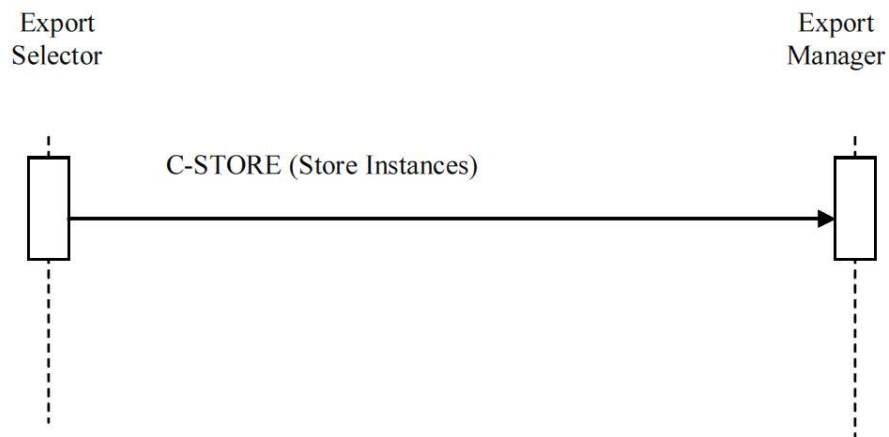 Export
Selector
Export
Manager
C-STORE (Store Instances)